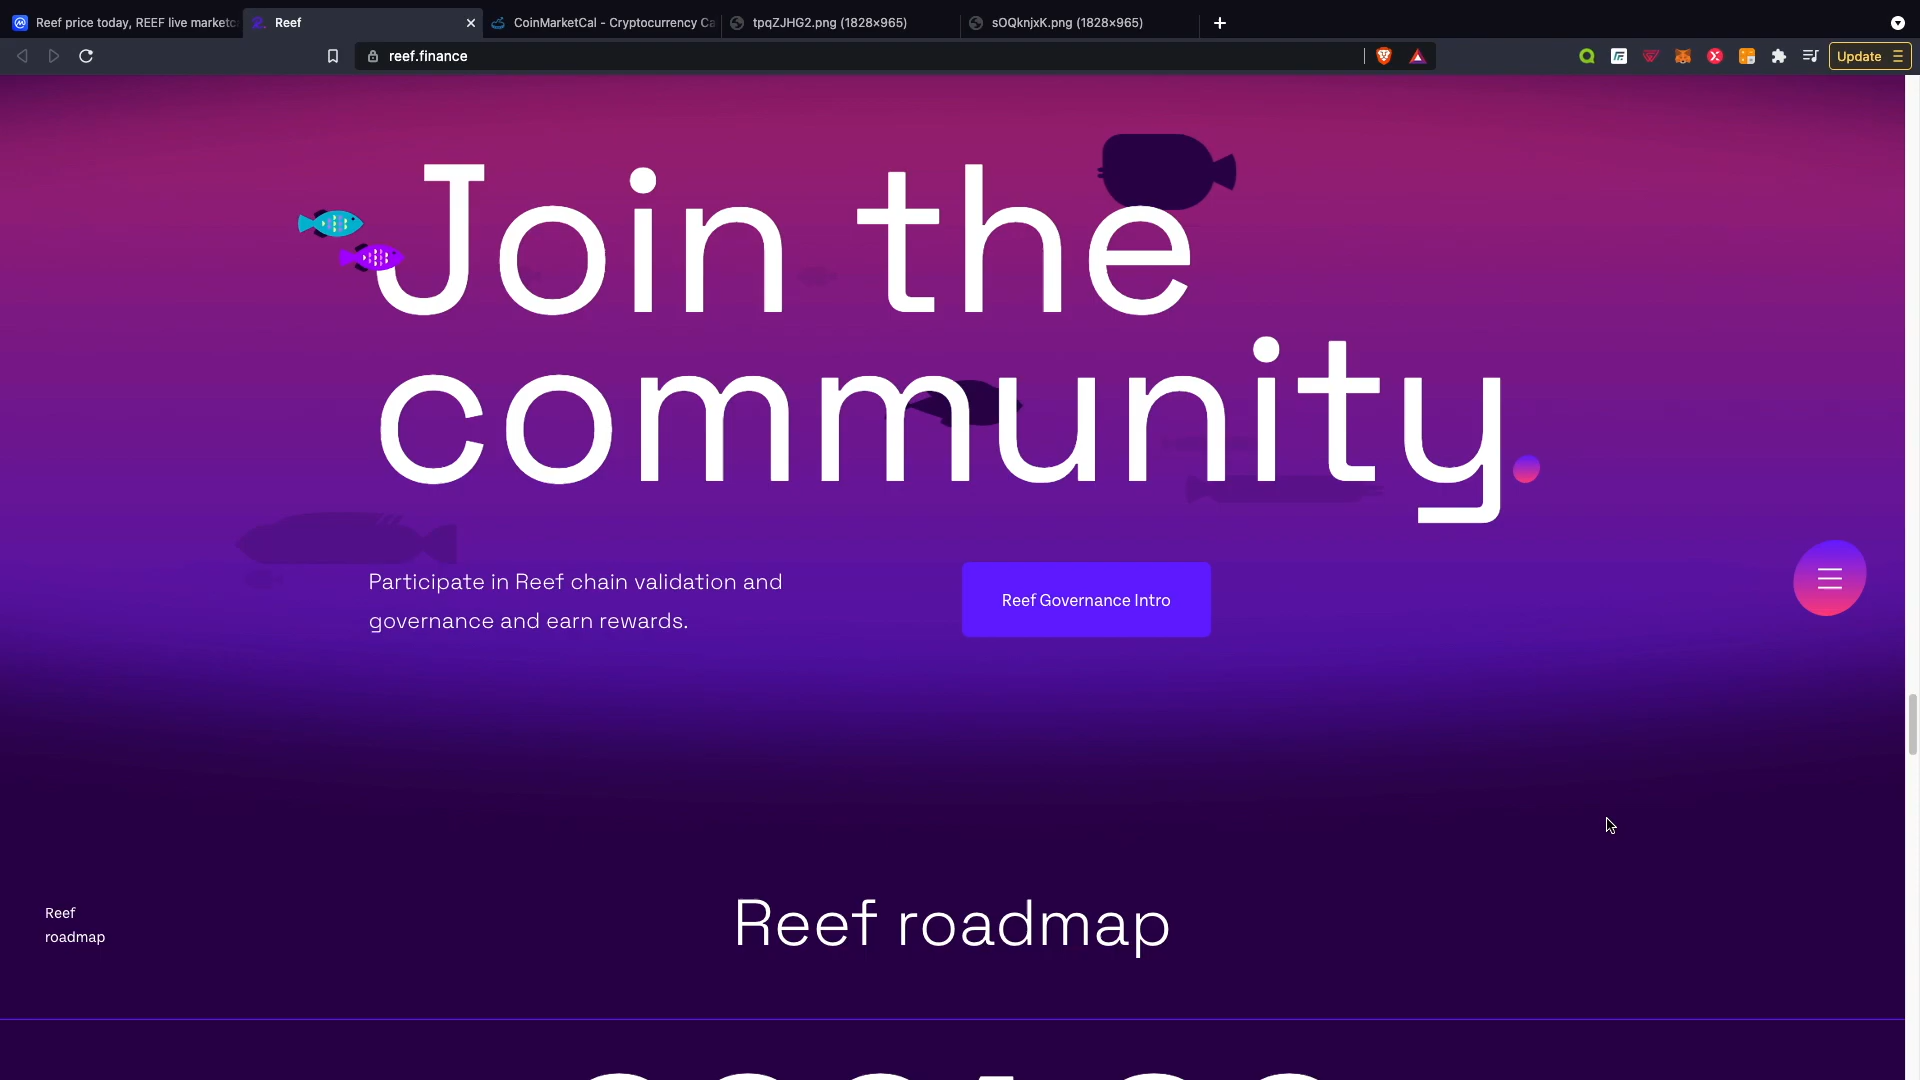 Reef price today, REEF live marketc
Reef
CoinMarketCal - Cryptocurrency Ca
tpqZJHG2.png (1828×965)
sOQknjxK.png (1828×965)
reef.finance
Update
Join the
community.
Participate in Reef chain validation and
governance and earn rewards.
Reef Governance Intro
Reef
roadmap
Reef roadmap